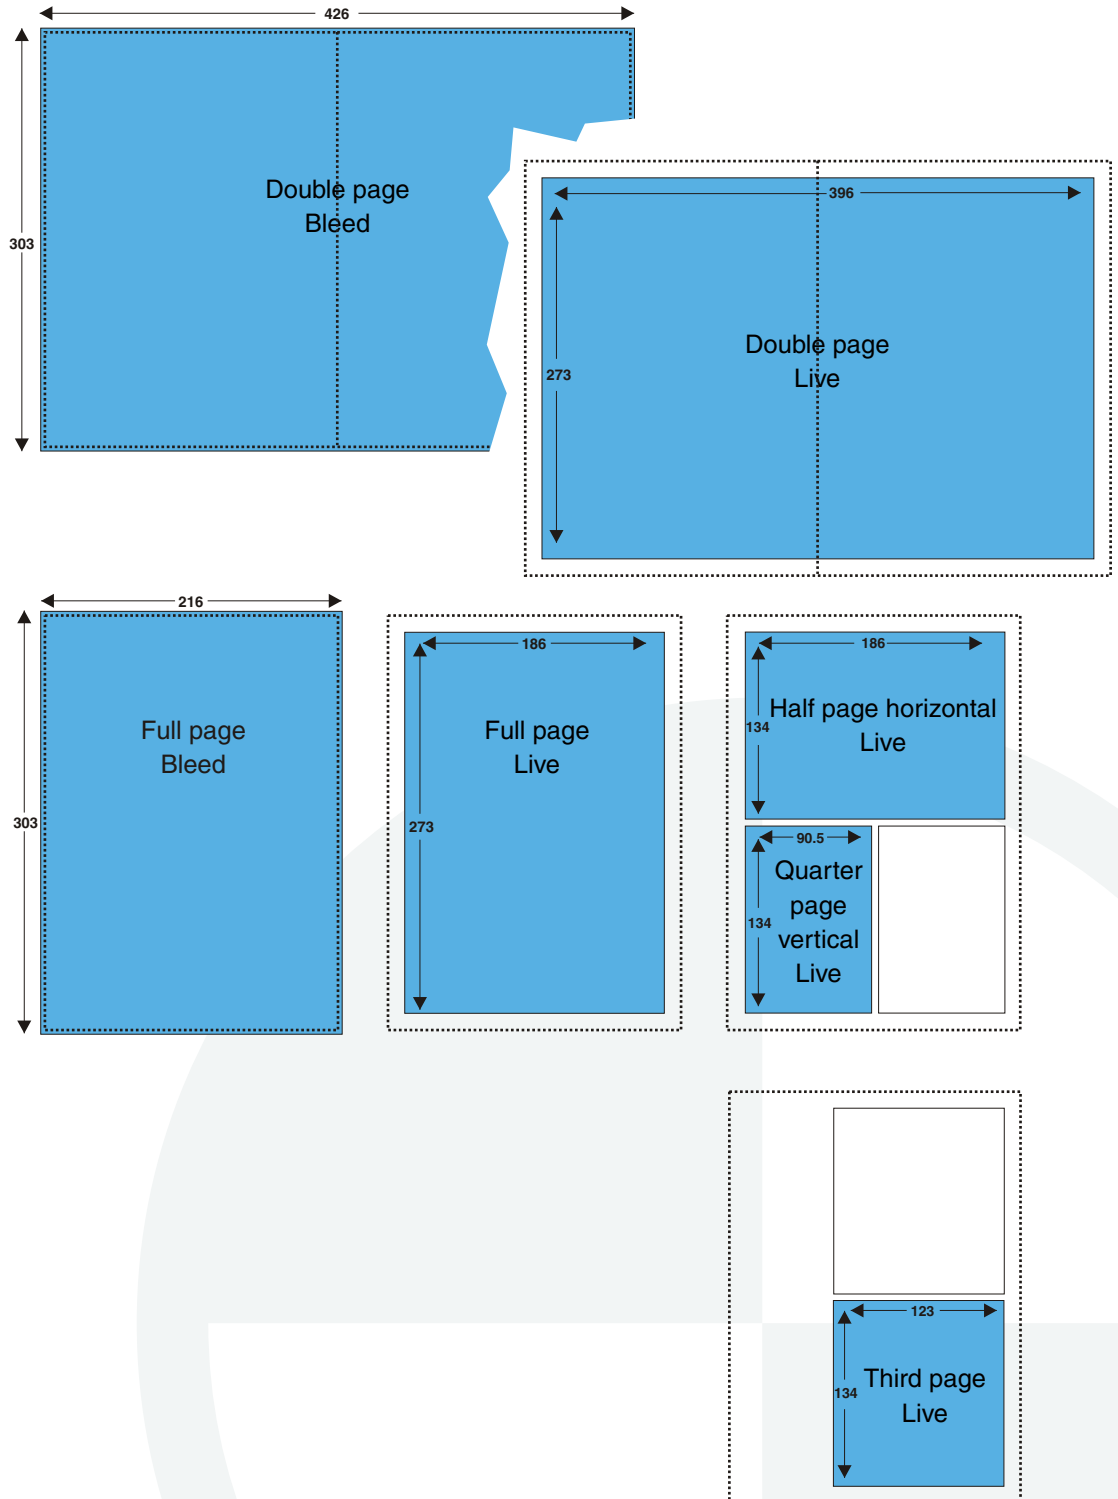 426
303
Double page
Bleed
396
273
Double page
Live
216
303
Full page
Bleed
186
273
Full page
Live
186
134
Half page horizontal
Live
90.5
134
Quarter
page
vertical
Live
123
134
Third page
Live